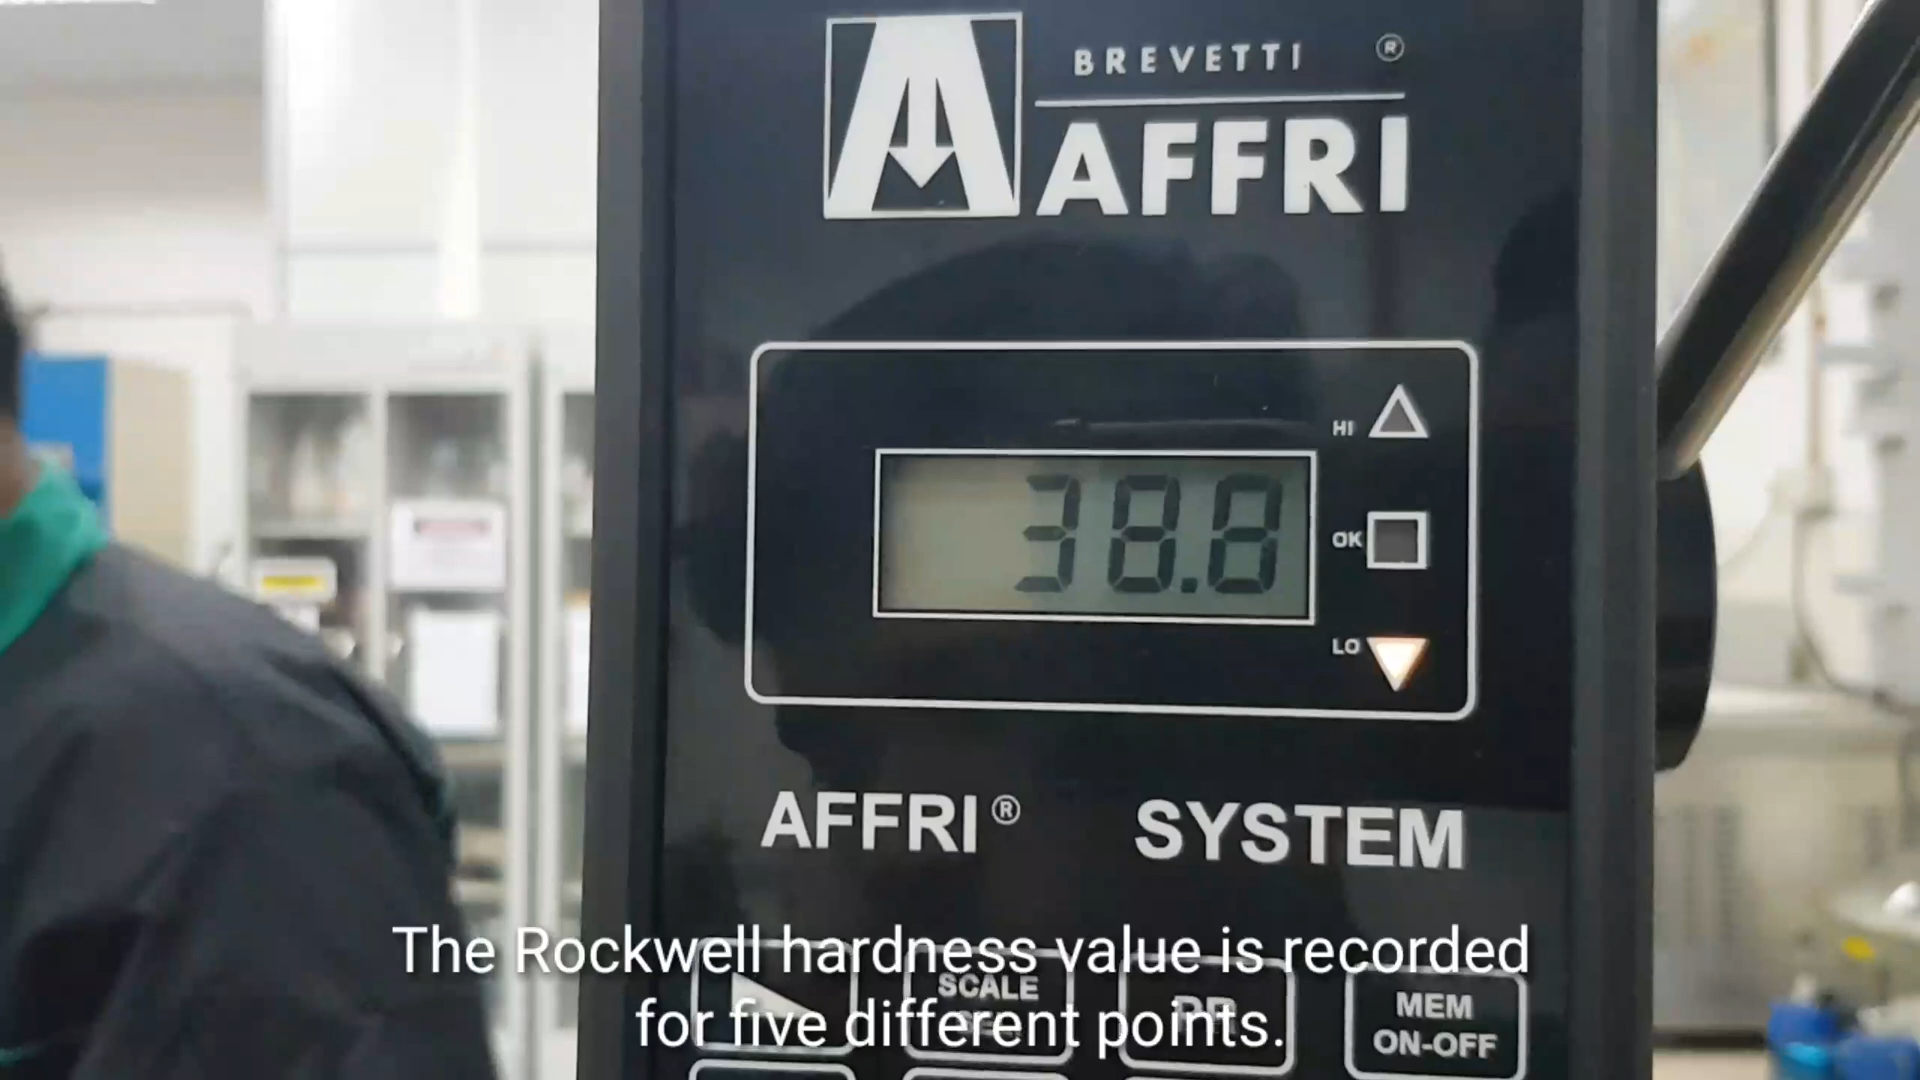 BREVETTI ®
AFFRI
HI
38.8
OK
LO
AFFRI® SYSTEM
The Rockwell hardness value is recorded
for five different points.
SCALE
MEM
ON-OFF